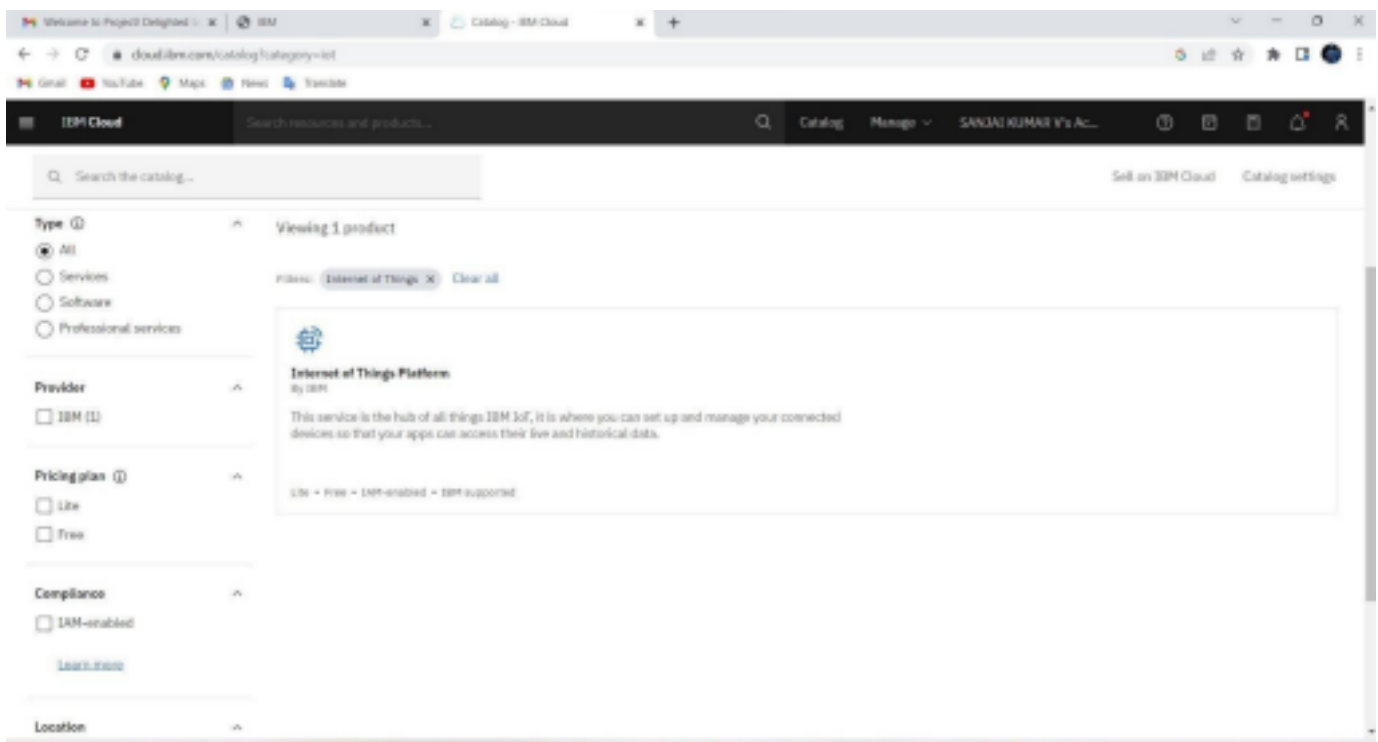 Welcome to Project! Delighted
IBM
Catalog - IBM Cloud
cloud.ibm.com/catalog?category=iot
Gmail YouTube Maps News Translate
IBM Cloud
Search resources and products...
Catalog
Manage
SANJAI KUMAR V's Ac...
Search the catalog...
Sell on IBM Cloud
Catalog settings
Type
All
Services
Software
Professional services
Provider
IBM (1)
Pricing plan
Lite
Free
Compliance
IAM-enabled
Learn more
Location
Viewing 1 product
Filters: Internet of Things Clear all
Internet of Things Platform
By IBM
This service is the hub of all things IBM IoT, it is where you can set up and manage your connected
devices so that your apps can access their live and historical data.
Lite • Free • IAM-enabled • IBM supported